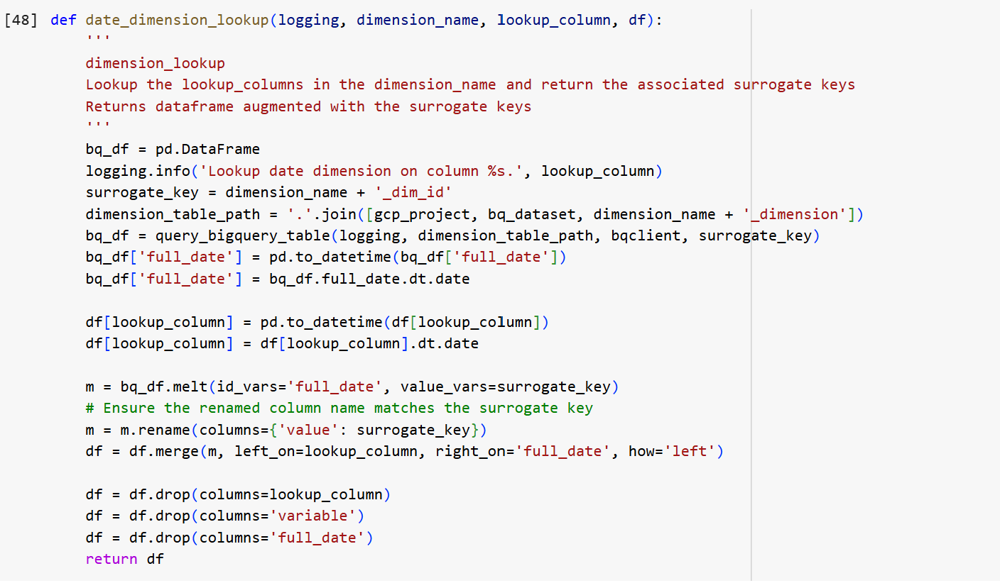 [48] def date_dimension_lookup(logging, dimension_name, lookup_column, df):
'''
dimension_lookup
Lookup the lookup_columns in the dimension_name and return the associated surrogate keys
Returns dataframe augmented with the surrogate keys
'''
bq_df = pd.DataFrame
logging.info('Lookup date dimension on column %s.', lookup_column)
surrogate_key = dimension_name + '_dim_id'
dimension_table_path = '.'.join([gcp_project, bq_dataset, dimension_name + '_dimension'])
bq_df = query_bigquery_table(logging, dimension_table_path, bqclient, surrogate_key)
bq_df['full_date'] = pd.to_datetime(bq_df['full_date'])
bq_df['full_date'] = bq_df.full_date.dt.date
df[lookup_column] = pd.to_datetime(df[lookup_column])
df[lookup_column] = df[lookup_column].dt.date
m = bq_df.melt(id_vars='full_date', value_vars=surrogate_key)
# Ensure the renamed column name matches the surrogate key
m = m.rename(columns={'value': surrogate_key})
df = df.merge(m, left_on=lookup_column, right_on='full_date', how='left')
df = df.drop(columns=lookup_column)
df = df.drop(columns='variable')
df = df.drop(columns='full_date')
return df